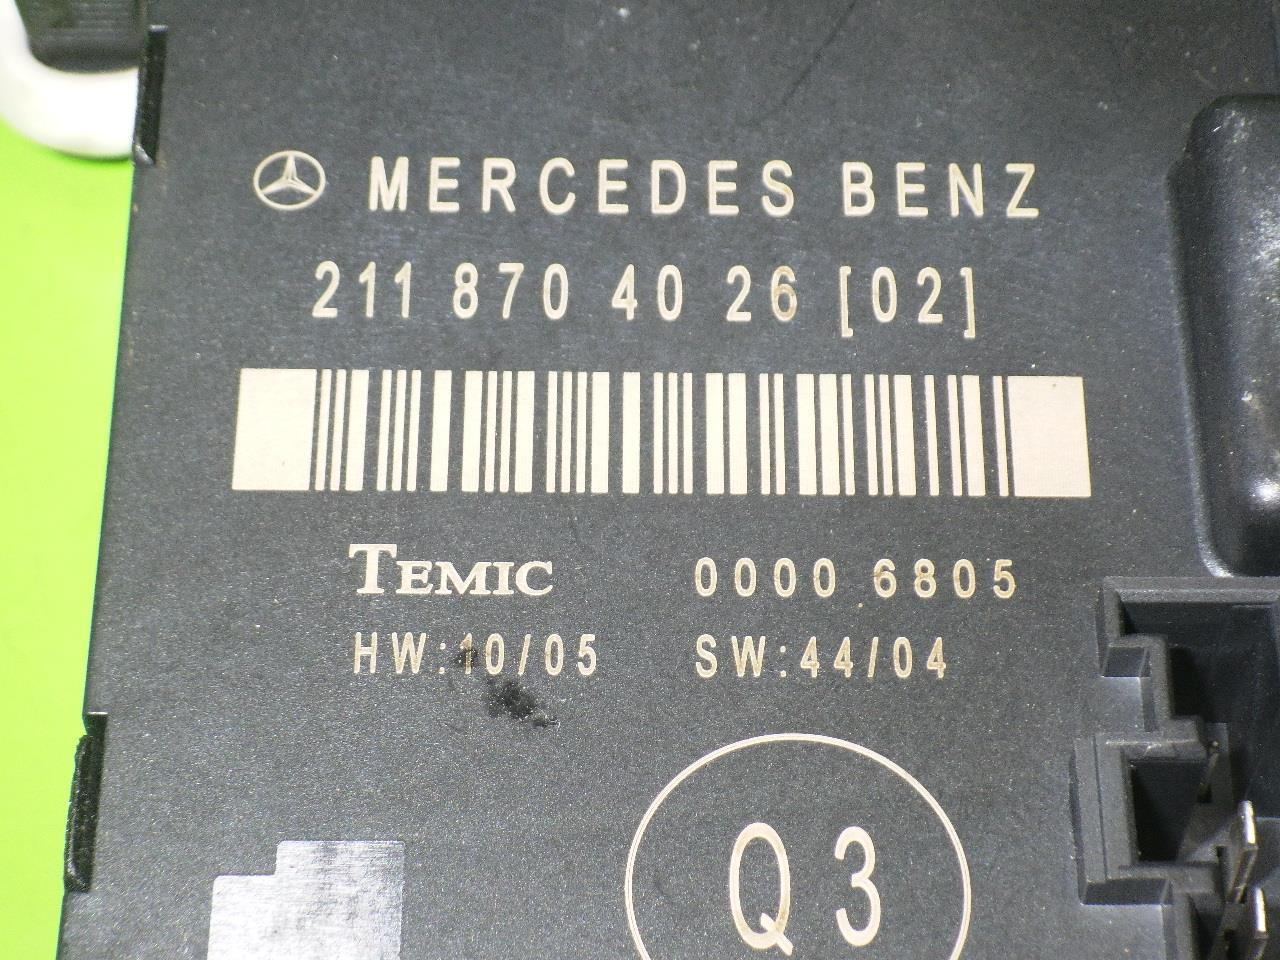 MERCEDES BENZ
211 870 40 26 [02]
TEMIC 0000 6805
HW:10/05 SW:44/04
Q3